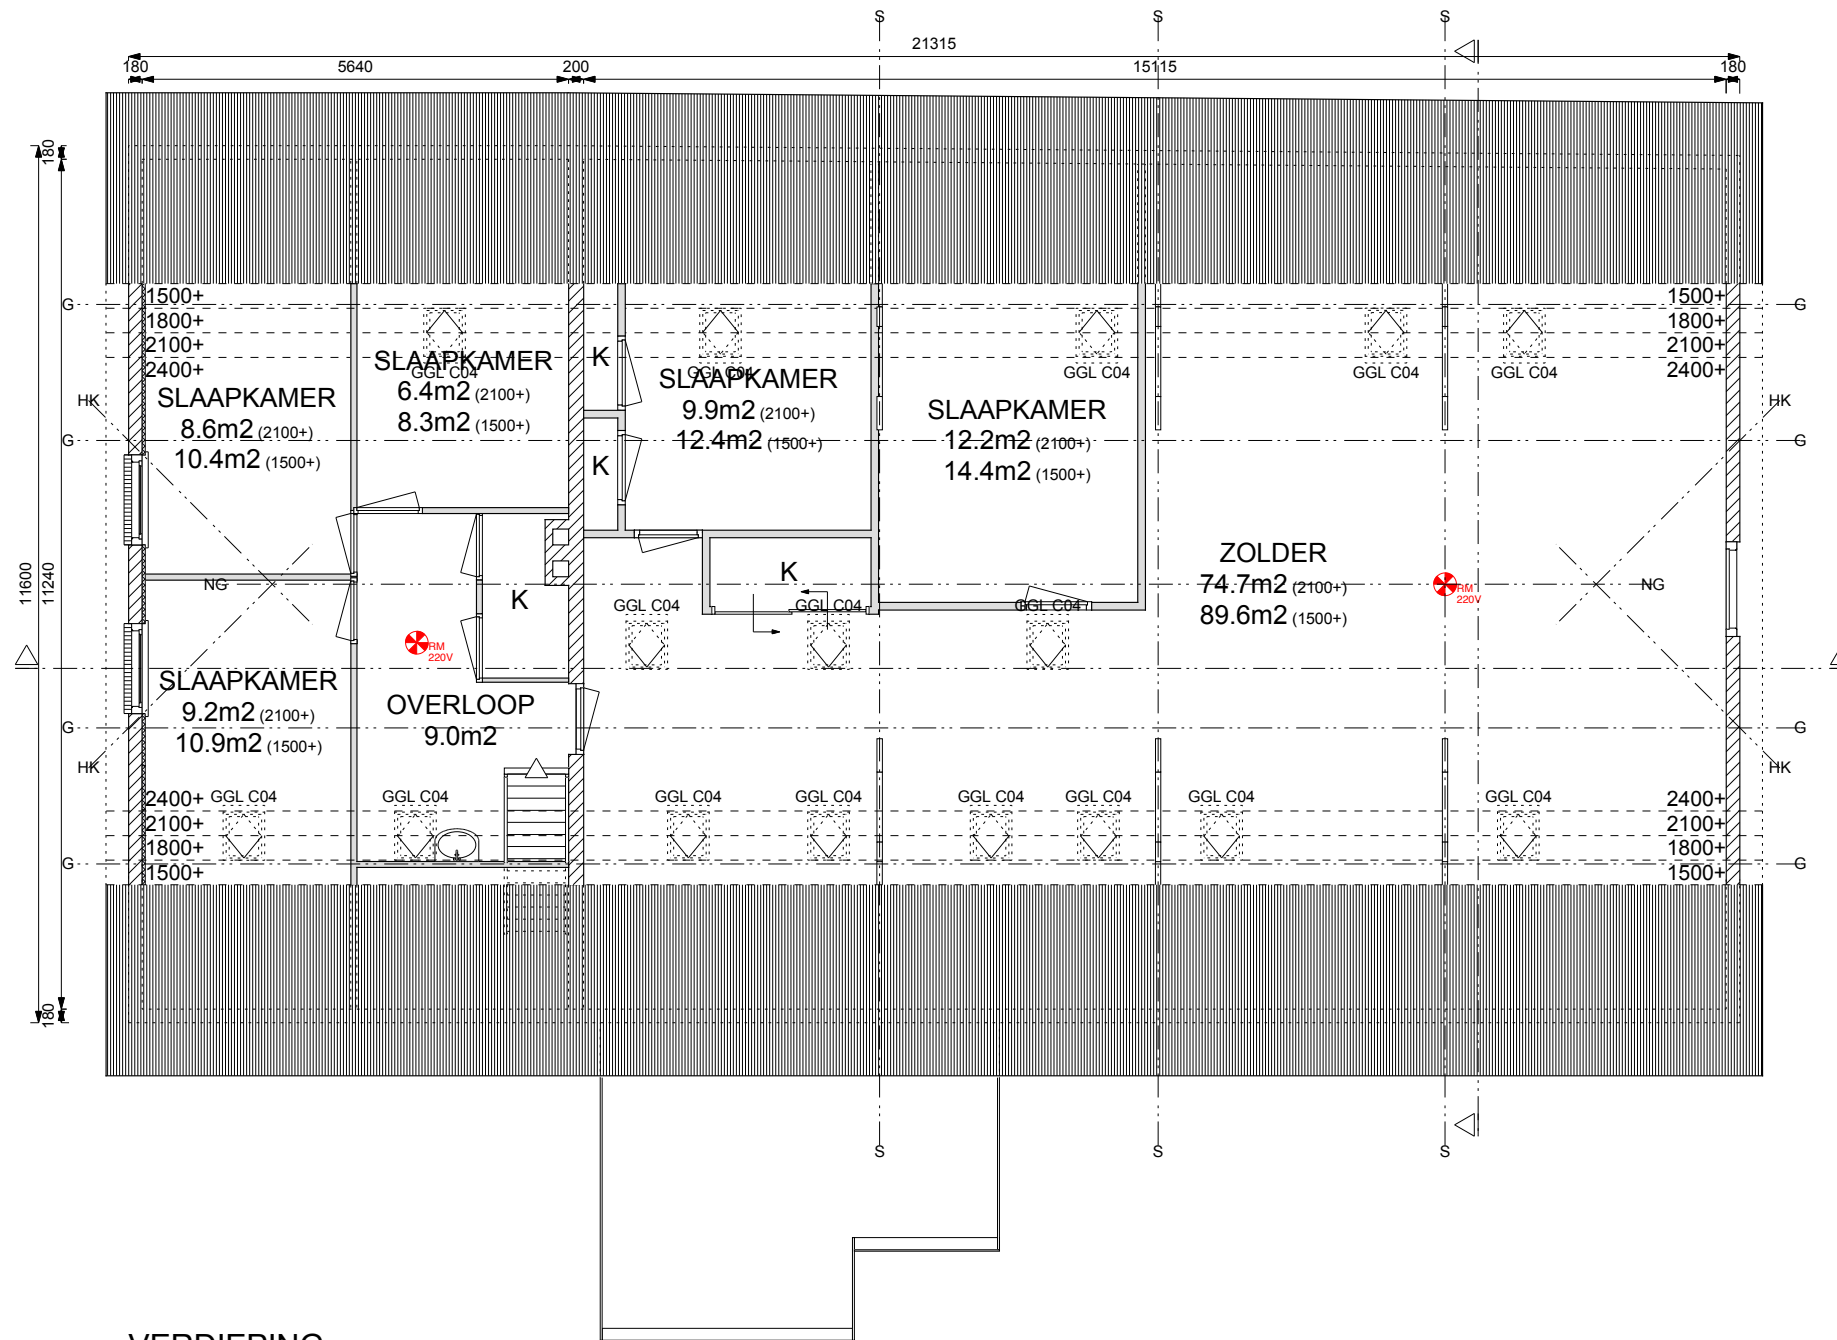 S S S
21315
180 5640 200 15115 180
180
11600
11240
180
G 1500+ 1500+ G
1800+ 1800+
2100+ 2100+
2400+ 2400+
GGL C04 GGL C04 GGL C04 GGL C04 GGL C04
HK HK
SLAAPKAMER
8.6m2 (2100+)
10.4m2 (1500+)
SLAAPKAMER
6.4m2 (2100+)
8.3m2 (1500+)
K
K
SLAAPKAMER
9.9m2 (2100+)
12.4m2 (1500+)
SLAAPKAMER
12.2m2 (2100+)
14.4m2 (1500+)
G G
ZOLDER
74.7m2 (2100+)
89.6m2 (1500+)
RM
220V
NG NG
K
K
GGL C04 GGL C04 GGL C04
RM
220V
SLAAPKAMER
9.2m2 (2100+)
10.9m2 (1500+)
OVERLOOP
9.0m2
G G
HK HK
2400+ GGL C04 GGL C04 GGL C04 GGL C04 GGL C04 GGL C04 GGL C04 GGL C04 2400+
2100+ 2100+
1800+ 1800+
G 1500+ 1500+ G
S S S
VERDIEPING